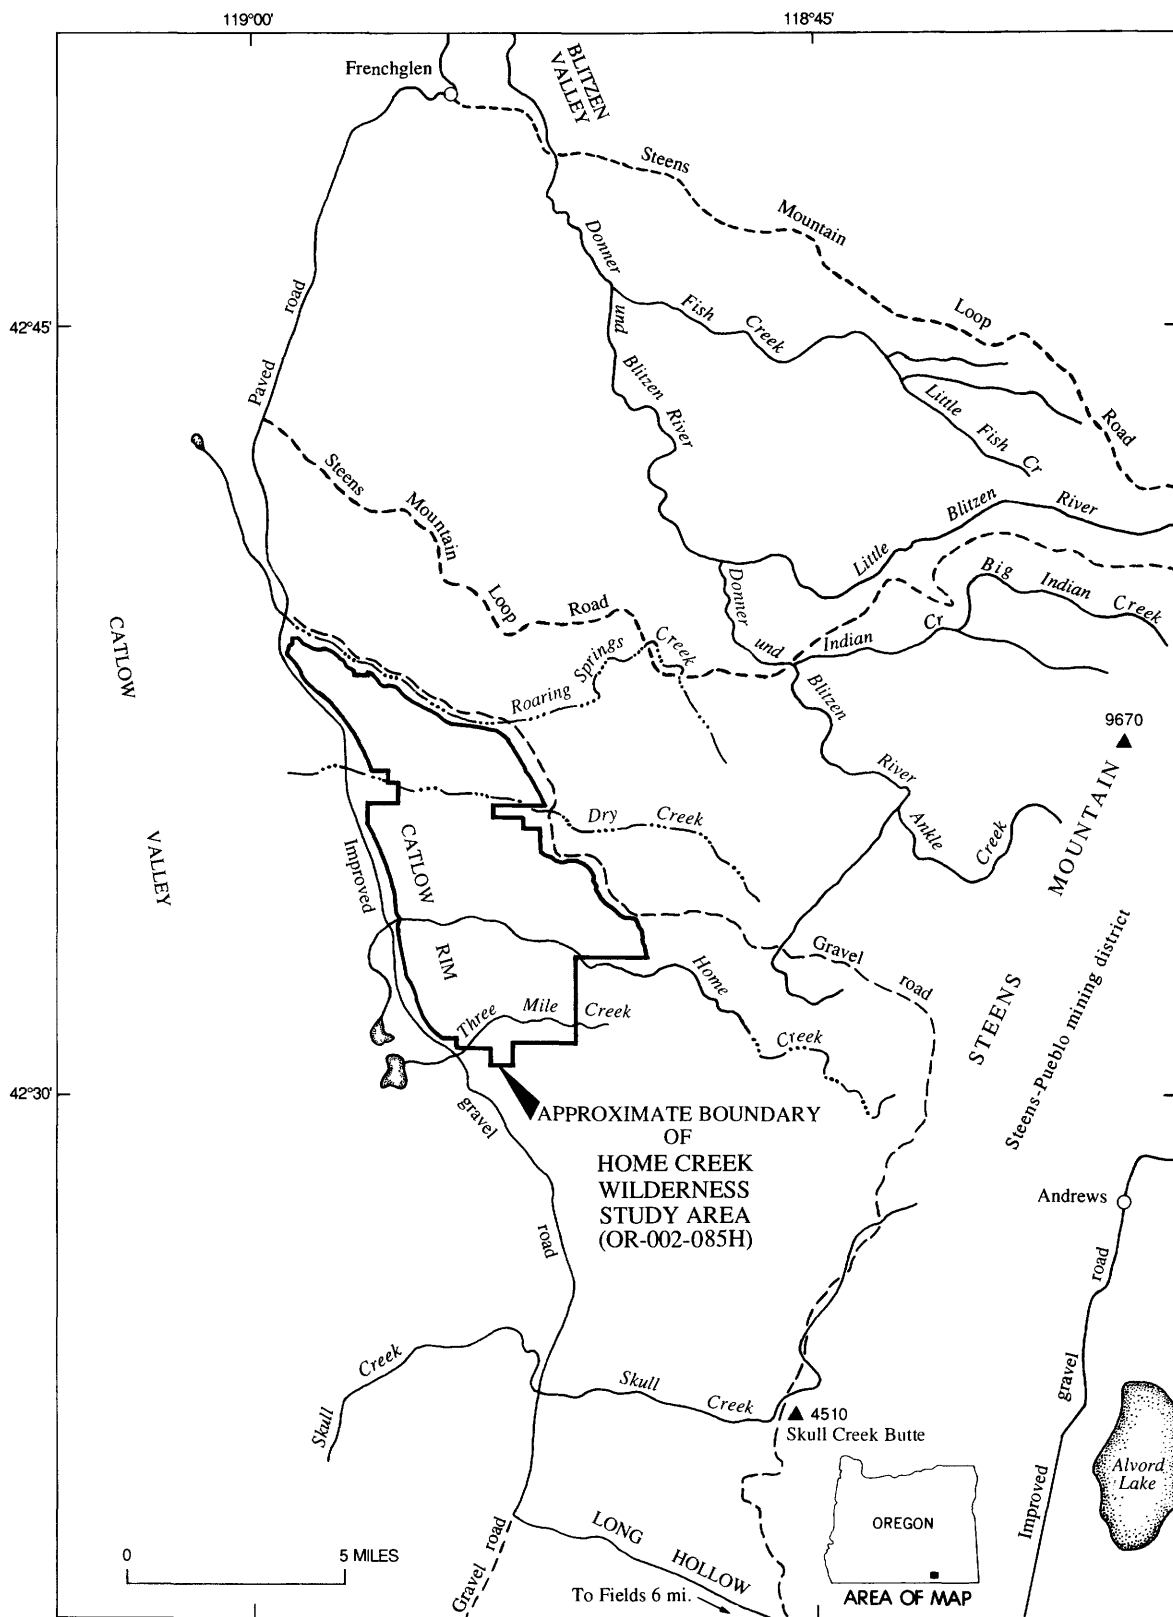 119°00'
118°45'
Frenchglen
BLITZEN
VALLEY
Steens
Mountain
Loop
Road
Donner
und
Blitzen
River
Fish
Creek
Little
Fish
Cr
42°45'
Paved
road
Steens
Mountain
Loop
Road
Little
Blitzen
River
Big
Indian
Creek
Donner
und
Indian
Cr
Blitzen
River
Roaring
Springs
Creek
CATLOW
VALLEY
9670
Ankle
Creek
Dry
Creek
CATLOW
RIM
Improved
gravel
road
Home
Creek
Gravel
road
Three
Mile
Creek
STEENS
MOUNTAIN
Steens-Pueblo mining district
42°30'
APPROXIMATE BOUNDARY
OF
HOME CREEK
WILDERNESS
STUDY AREA
(OR-002-085H)
Andrews
Improved
gravel
road
Skull
Creek
Skull
Creek
4510
Skull Creek Butte
Alvord
Lake
LONG
HOLLOW
Gravel
road
To Fields 6 mi.
0
5 MILES
OREGON
AREA OF MAP